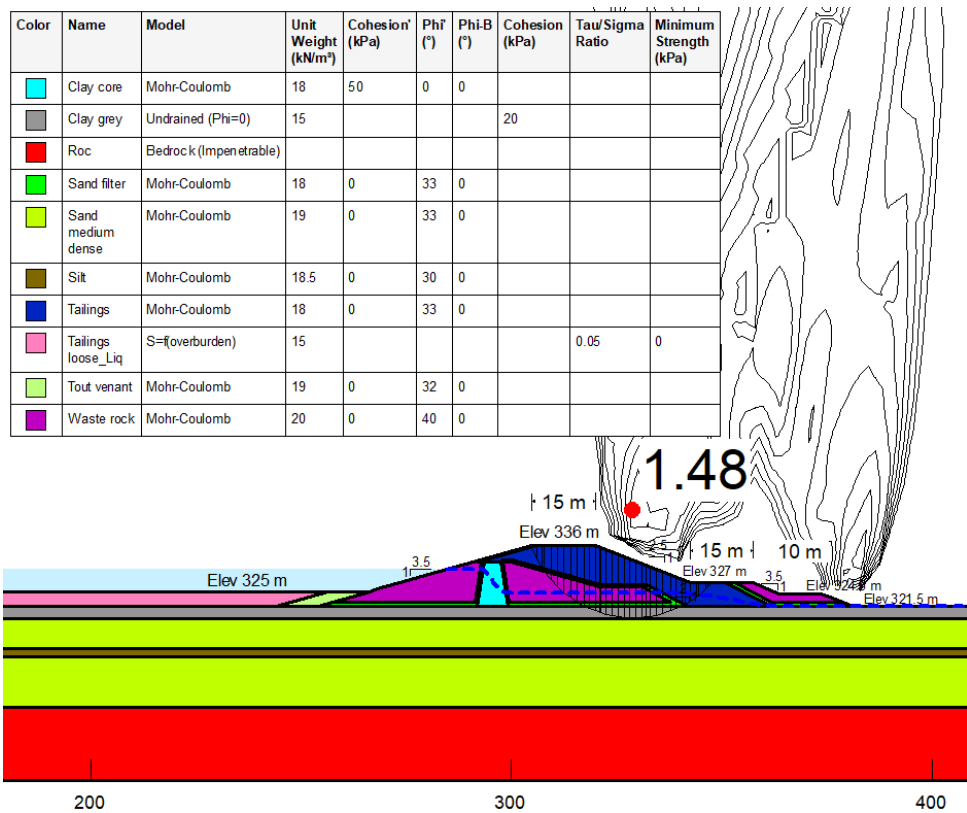 Color Name Model Unit Weight (kN/m³) Cohesion' (kPa) Phi' (°) Phi-B (°) Cohesion (kPa) Tau/Sigma Ratio Minimum Strength (kPa)
Clay core Mohr-Coulomb 18 50 0 0
Clay grey Undrained (Phi=0) 15 20
Roc Bedrock (Impenetrable)
Sand filter Mohr-Coulomb 18 0 33 0
Sand medium dense Mohr-Coulomb 19 0 33 0
Silt Mohr-Coulomb 18.5 0 30 0
Tailings Mohr-Coulomb 18 0 33 0
Tailings loose_Liq S=f(overburden) 15 0.05 0
Tout venant Mohr-Coulomb 19 0 32 0
Waste rock Mohr-Coulomb 20 0 40 0
1.48
15 m
Elev 336 m
15 m 10 m
3.5
1
1
Elev 327 m
3.5
1
Elev 325 m
Elev 321.5 m
200 300 400